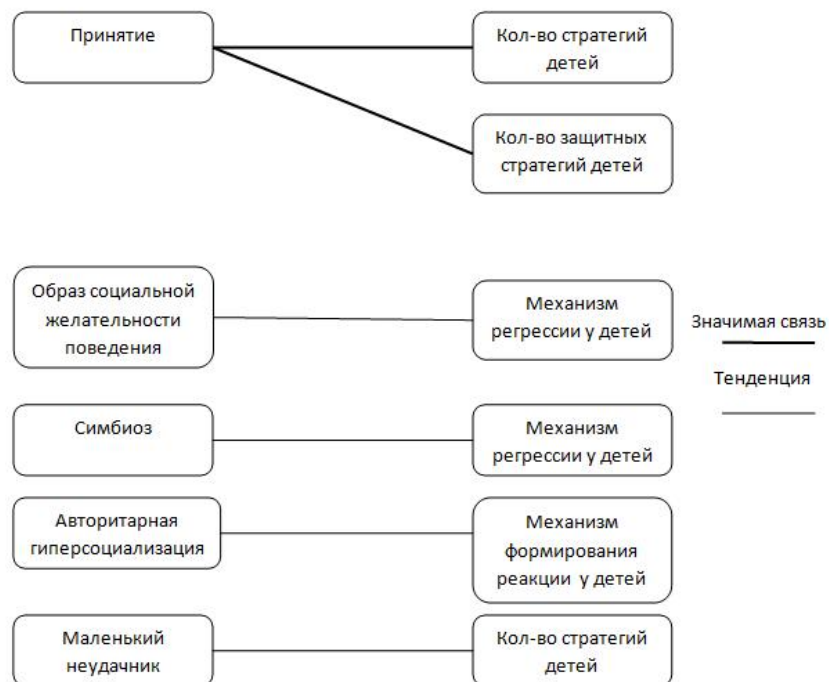 Принятие
Кол-во стратегий
детей
Кол-во защитных
стратегий детей
Образ социальной
желательности
поведения
Механизм
регрессии у детей
Значимая связь
Тенденция
Симбиоз
Механизм
регрессии у детей
Авторитарная
гиперсоциализация
Механизм
формирования
реакции у детей
Маленький
неудачник
Кол-во стратегий
детей